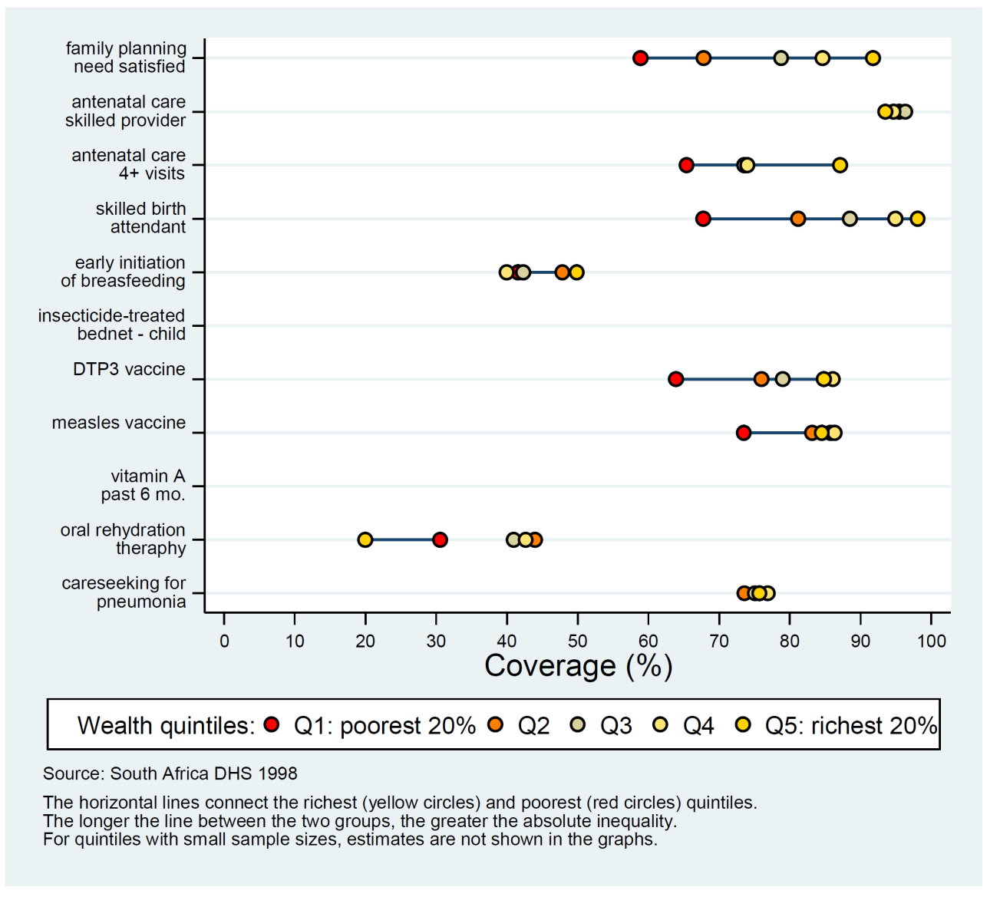 family planning
need satisfied
antenatal care
skilled provider
antenatal care
4+ visits
skilled birth
attendant
early initiation
of breasfeeding
insecticide-treated
bednet - child
DTP3 vaccine
measles vaccine
vitamin A
past 6 mo.
oral rehydration
theraphy
careseeking for
pneumonia
0 10 20 30 40 50 60 70 80 90 100
Coverage (%)
Wealth quintiles: Q1: poorest 20% Q2 Q3 Q4 Q5: richest 20%
Source: South Africa DHS 1998
The horizontal lines connect the richest (yellow circles) and poorest (red circles) quintiles.
The longer the line between the two groups, the greater the absolute inequality.
For quintiles with small sample sizes, estimates are not shown in the graphs.